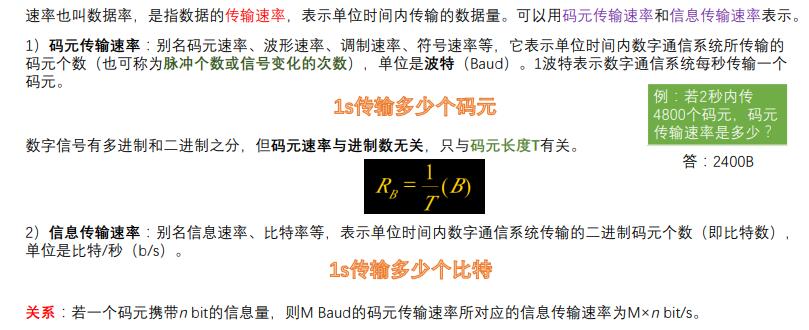 速率也叫数据率，是指数据的传输速率，表示单位时间内传输的数据量。可以用码元传输速率和信息传输速率表示。
1）码元传输速率：别名码元速率、波形速率、调制速率、符号速率等，它表示单位时间内数字通信系统所传输的
码元个数（也可称为脉冲个数或信号变化的次数），单位是波特（Baud）。1波特表示数字通信系统每秒传输一个
码元。
1s传输多少个码元
例：若2秒内传
4800个码元，码元
传输速率是多少？
答：2400B
数字信号有多进制和二进制之分，但码元速率与进制数无关，只与码元长度T有关。
R_B = 1/T (B)
2）信息传输速率：别名信息速率、比特率等，表示单位时间内数字通信系统传输的二进制码元个数（即比特数），
单位是比特/秒（b/s）。
1s传输多少个比特
关系：若一个码元携带n bit的信息量，则M Baud的码元传输速率所对应的信息传输速率为M×n bit/s。